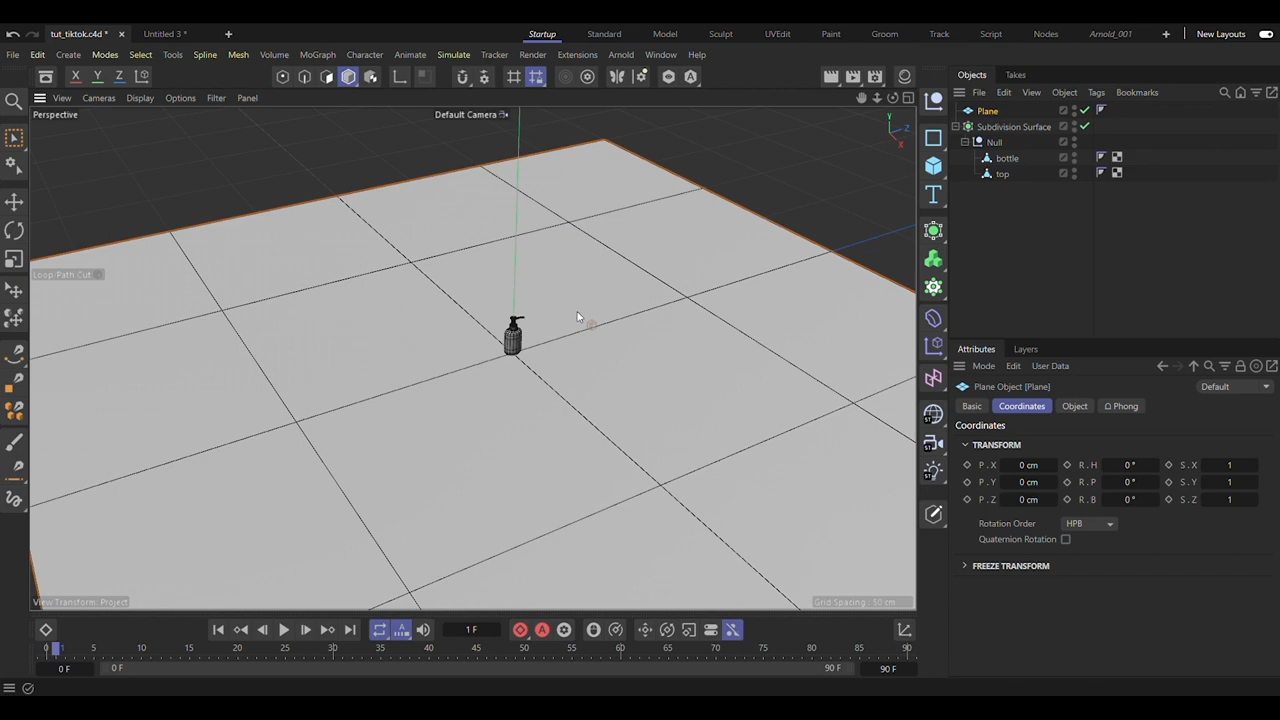 tut_tiktok.c4d *
Untitled 3 *
Startup
Standard
Model
Sculpt
UVEdit
Paint
Groom
Track
Script
Nodes
Arnold_001
New Layouts
File Edit Create Modes Select Tools Spline Mesh Volume MoGraph Character Animate Simulate Tracker Render Extensions Arnold Window Help
X Y Z
Objects Takes
View Cameras Display Options Filter Panel
File Edit View Object Tags Bookmarks
Perspective
Default Camera
Y
Z
X
Plane
Subdivision Surface
Null
bottle
top
Loop/Path Cut
Attributes Layers
Mode Edit User Data
Plane Object [Plane]
Default
Basic Coordinates Object Phong
Coordinates
TRANSFORM
P . X 0 cm R . H 0 ° S . X 1
P . Y 0 cm R . P 0 ° S . Y 1
P . Z 0 cm R . B 0 ° S . Z 1
Rotation Order HPB
Quaternion Rotation
FREEZE TRANSFORM
View Transform: Project
Grid Spacing : 50 cm
1 F
0 1 5 10 15 20 25 30 35 40 45 50 55 60 65 70 75 80 85 90
0 F 0 F 90 F 90 F